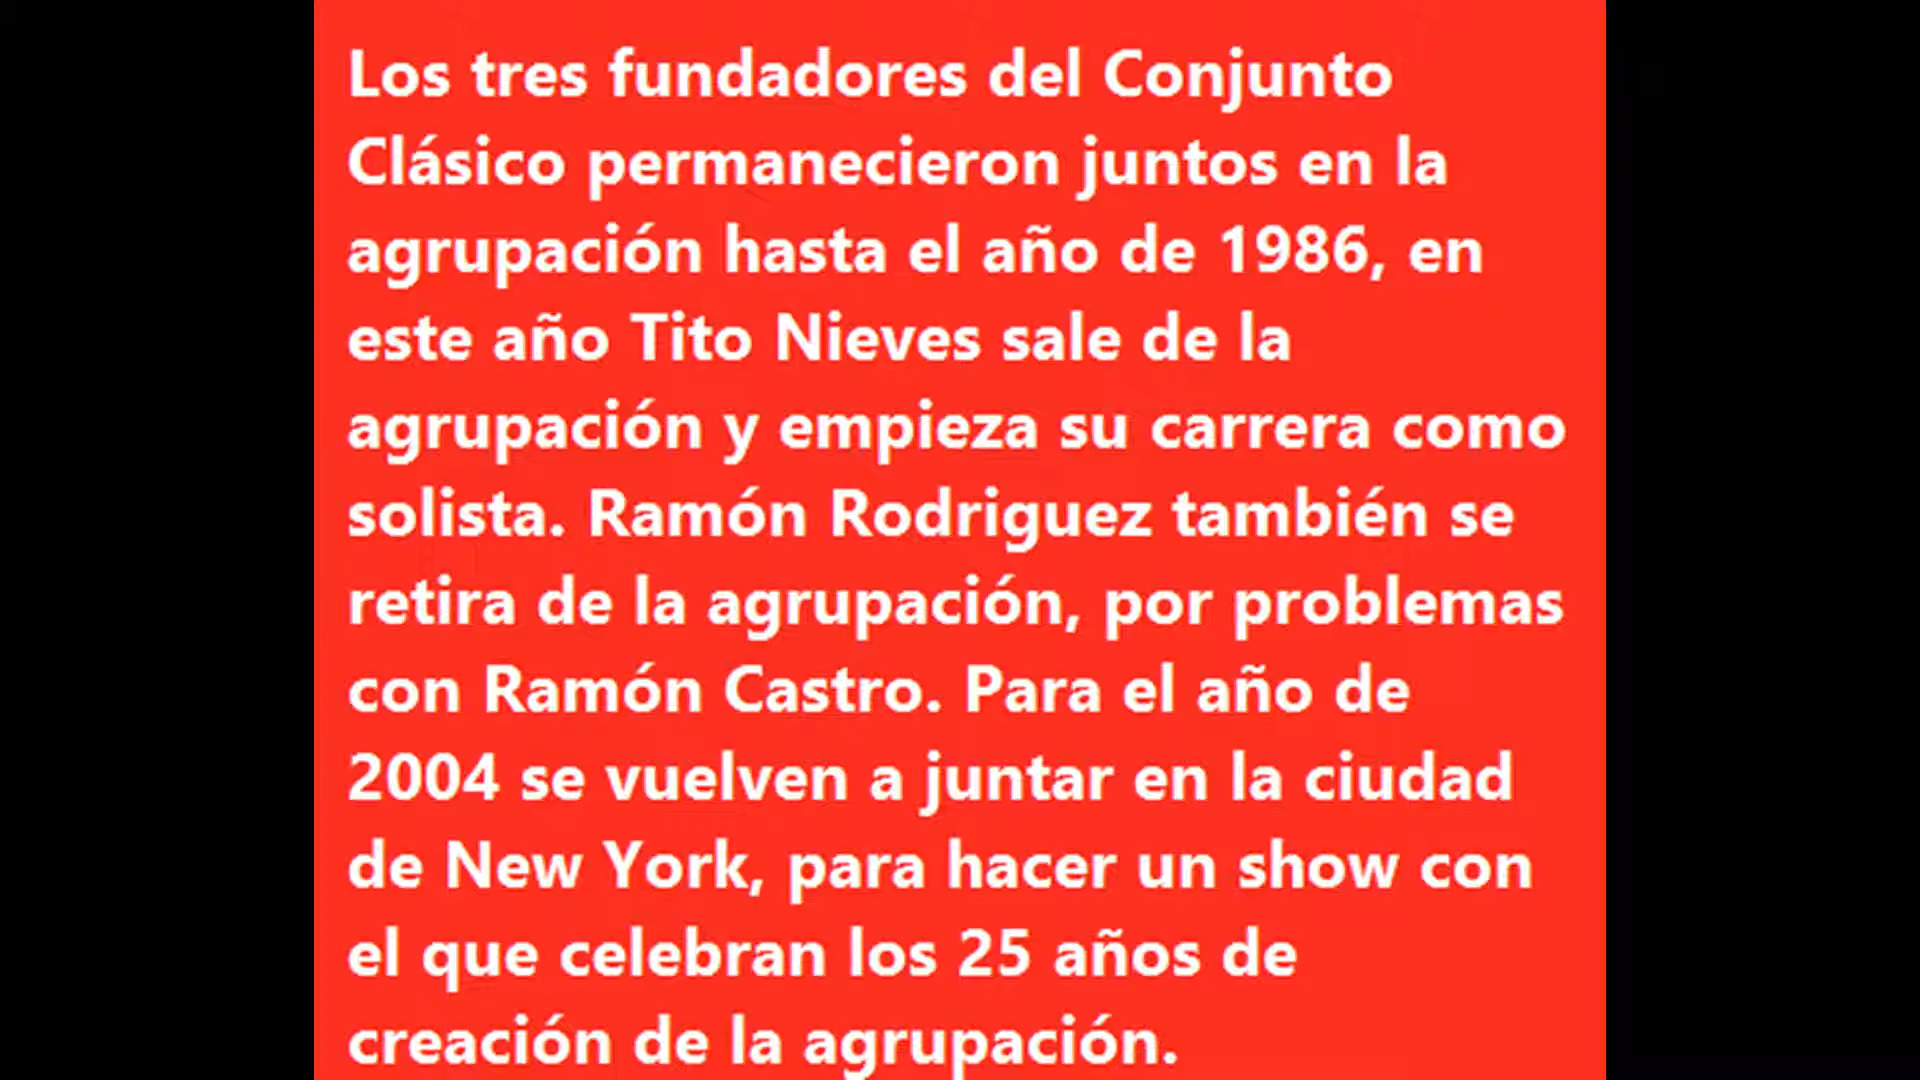 Los tres fundadores del Conjunto
Clásico permanecieron juntos en la
agrupación hasta el año de 1986, en
este año Tito Nieves sale de la
agrupación y empieza su carrera como
solista. Ramón Rodriguez también se
retira de la agrupación, por problemas
con Ramón Castro. Para el año de
2004 se vuelven a juntar en la ciudad
de New York, para hacer un show con
el que celebran los 25 años de
creación de la agrupación.